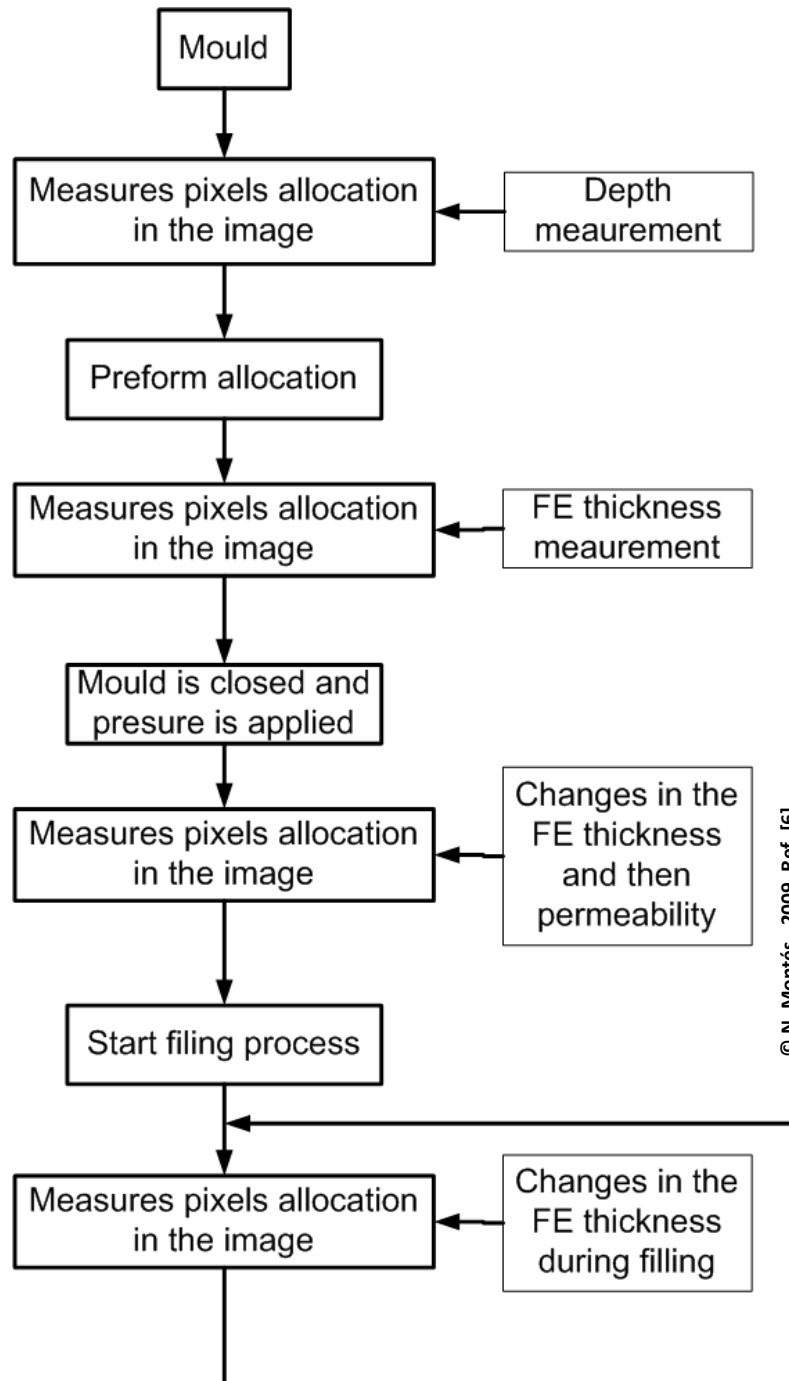 Mould
Measures pixels allocation
in the image
Depth
meaurement
Preform allocation
Measures pixels allocation
in the image
FE thickness
meaurement
Mould is closed and
presure is applied
Measures pixels allocation
in the image
Changes in the
FE thickness
and then
permeability
© N. Montés, 2009, Ref. [6]
Start filing process
Measures pixels allocation
in the image
Changes in the
FE thickness
during filling